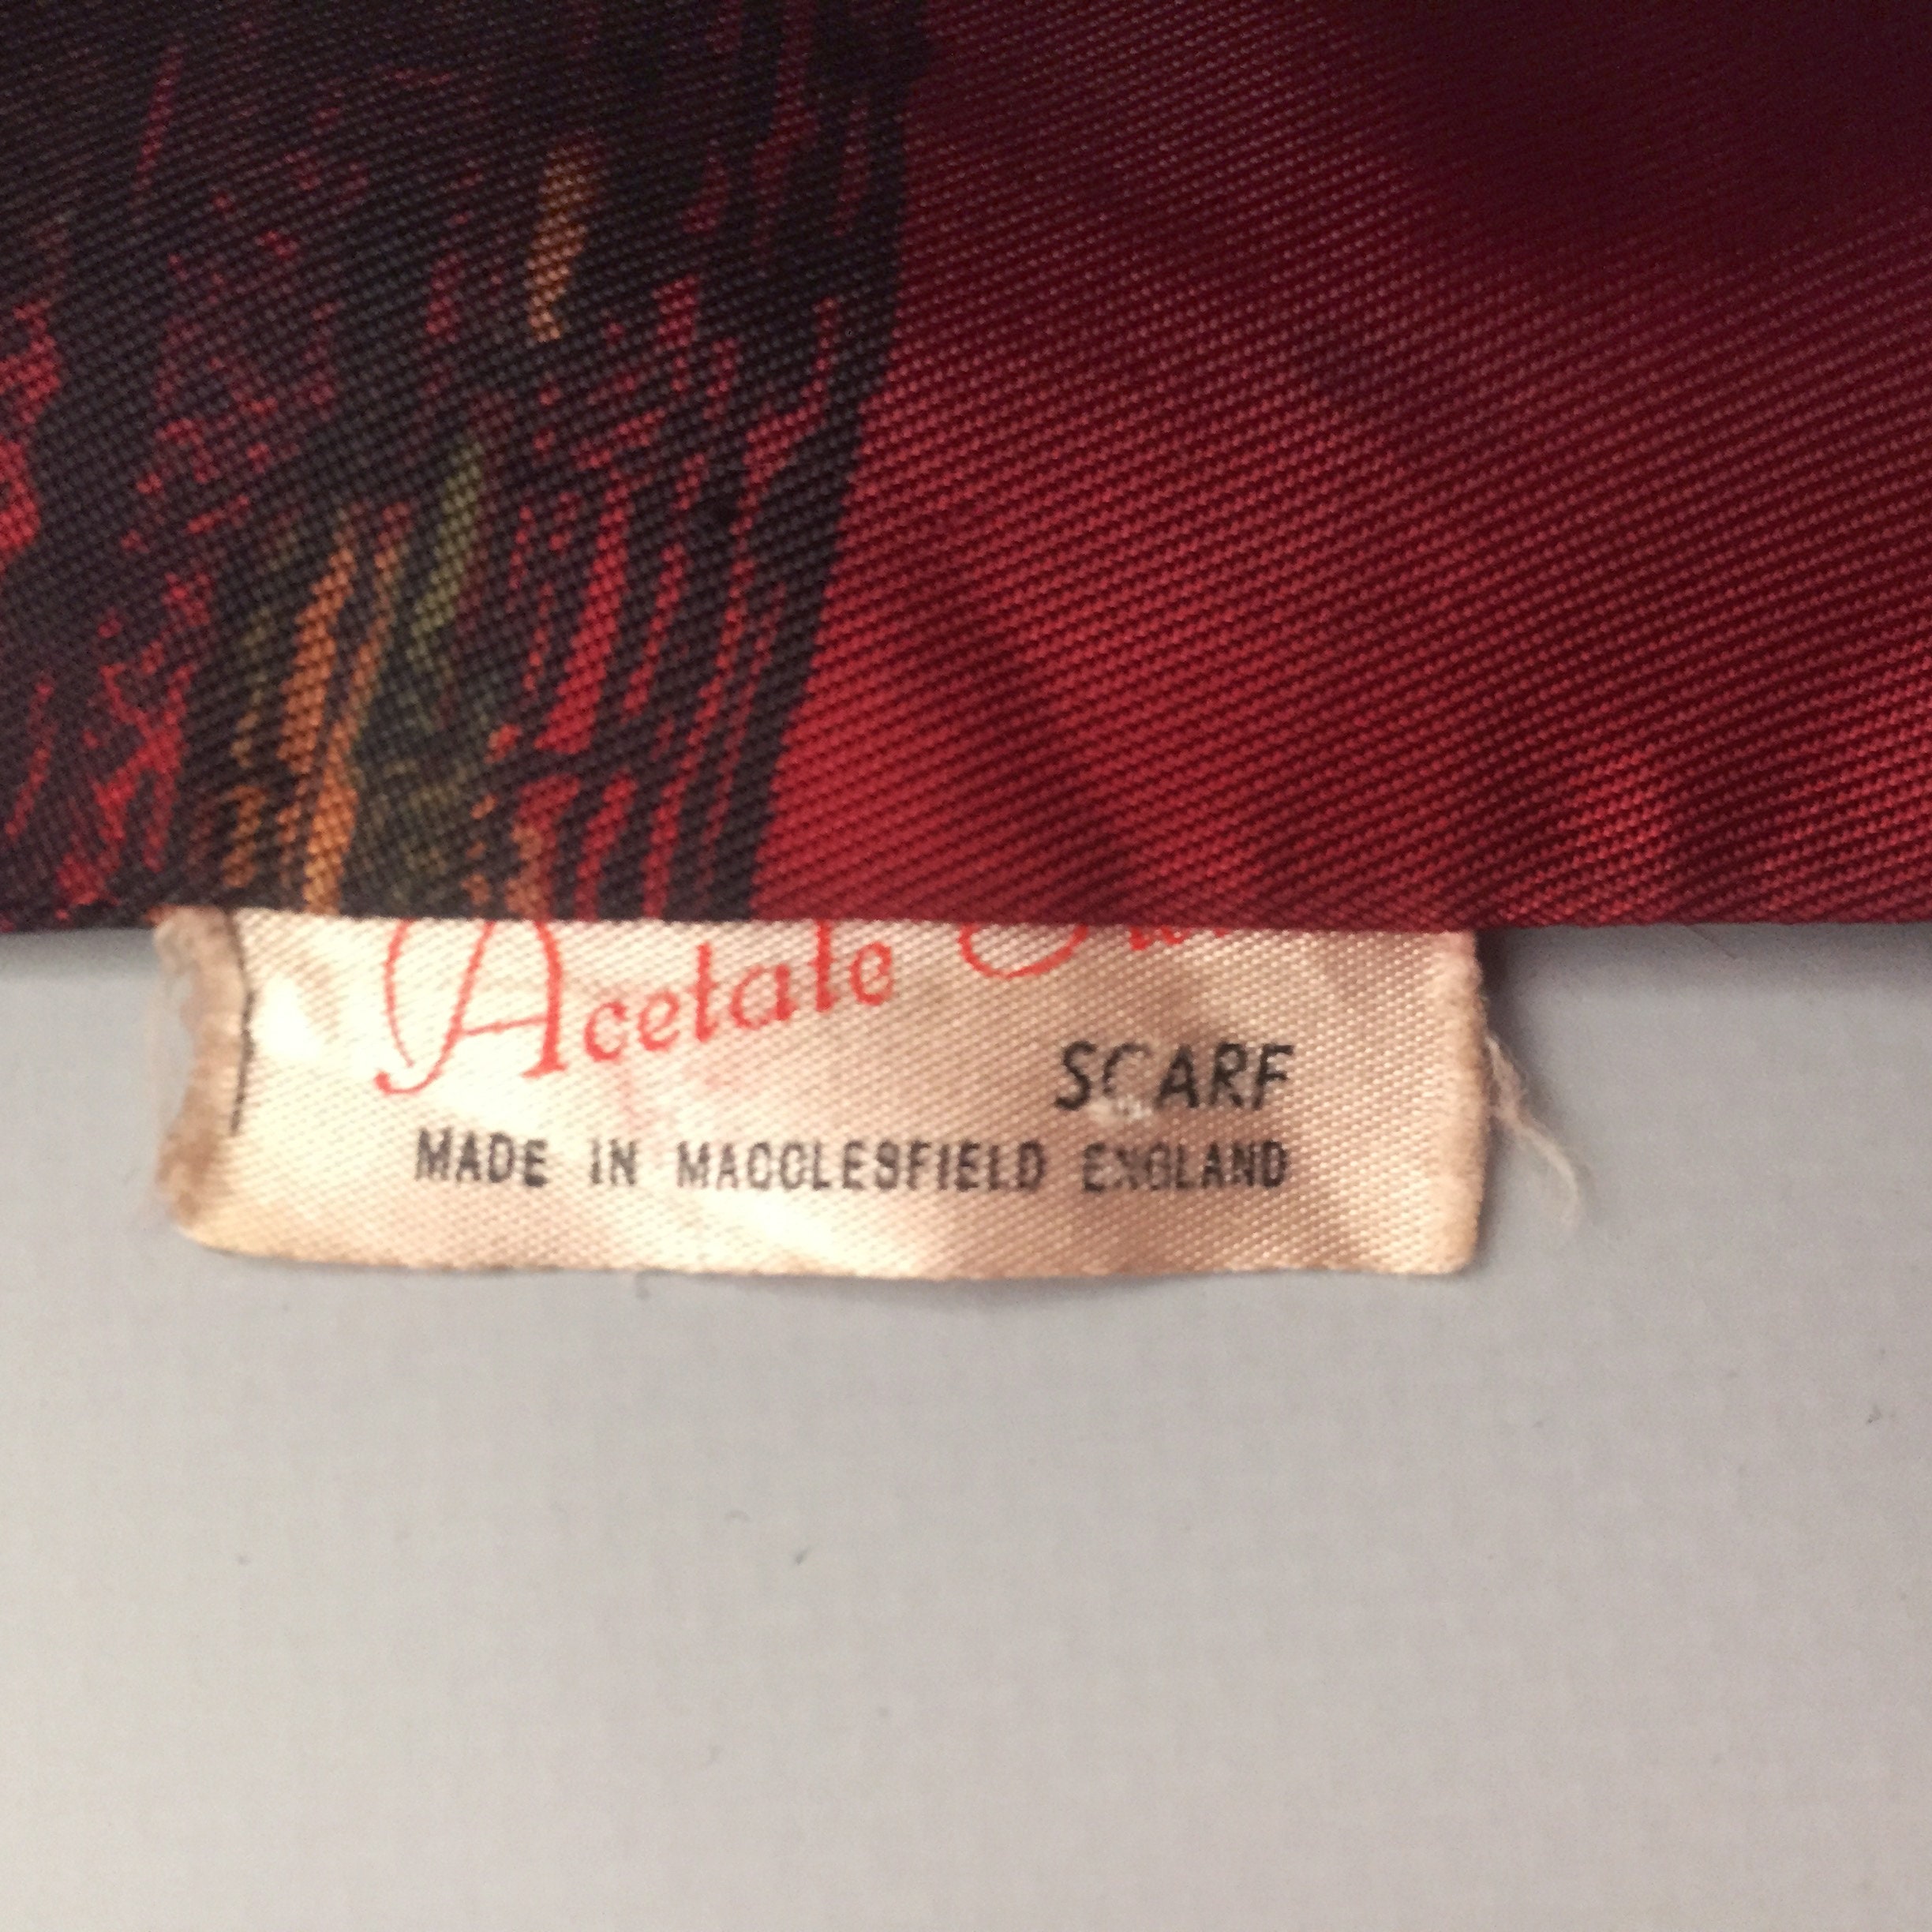 Acetate
SCARF
MADE IN MACCLESFIELD ENGLAND